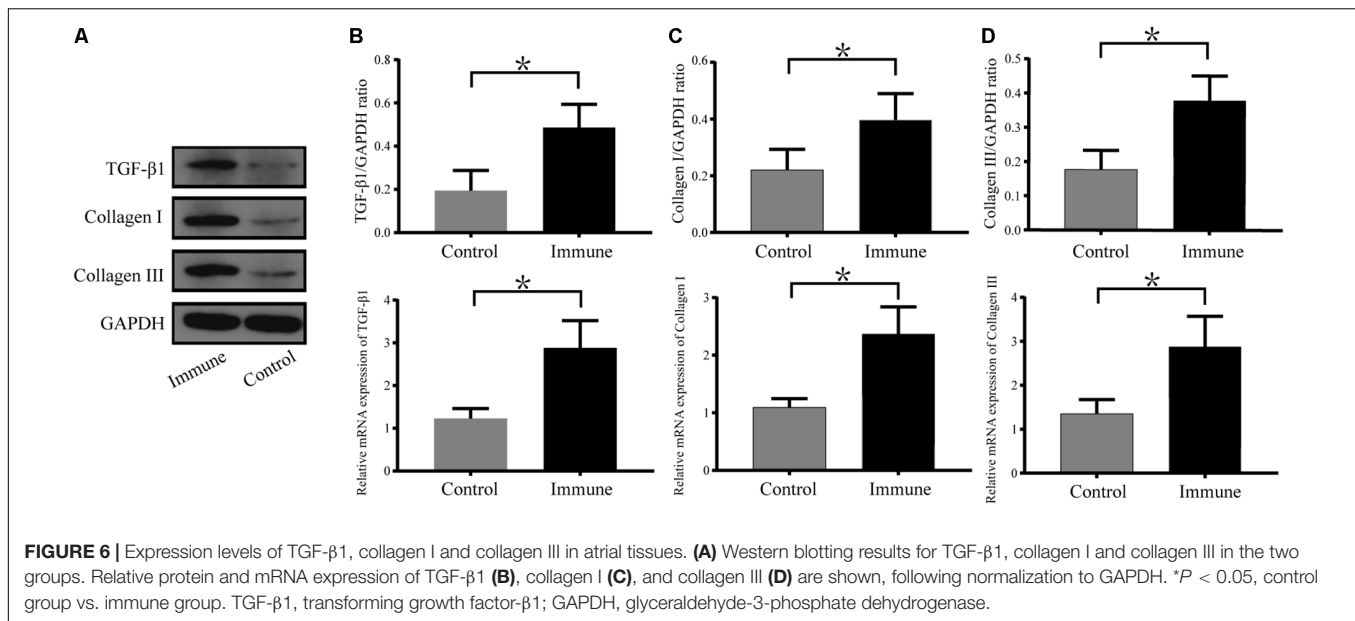 A
B
C
D
TGF-β1
Collagen I
Collagen III
GAPDH
Immune
Control
TGF-β1/GAPDH ratio
0.8
0.6
0.4
0.2
0.0
*
Control
Immune
Collagen I/GAPDH ratio
0.6
0.4
0.2
0.0
*
Control
Immune
Collagen III/GAPDH ratio
0.5
0.4
0.3
0.2
0.1
0.0
*
Control
Immune
Relative mRNA expression of TGF-β1
4
3
2
1
0
*
Control
Immune
Relative mRNA expression of Collagen I
3
2
1
0
*
Control
Immune
Relative mRNA expression of Collagen III
4
3
2
1
0
*
Control
Immune
FIGURE 6 | Expression levels of TGF-β1, collagen I and collagen III in atrial tissues. (A) Western blotting results for TGF-β1, collagen I and collagen III in the two
groups. Relative protein and mRNA expression of TGF-β1 (B), collagen I (C), and collagen III (D) are shown, following normalization to GAPDH. *P < 0.05, control
group vs. immune group. TGF-β1, transforming growth factor-β1; GAPDH, glyceraldehyde-3-phosphate dehydrogenase.